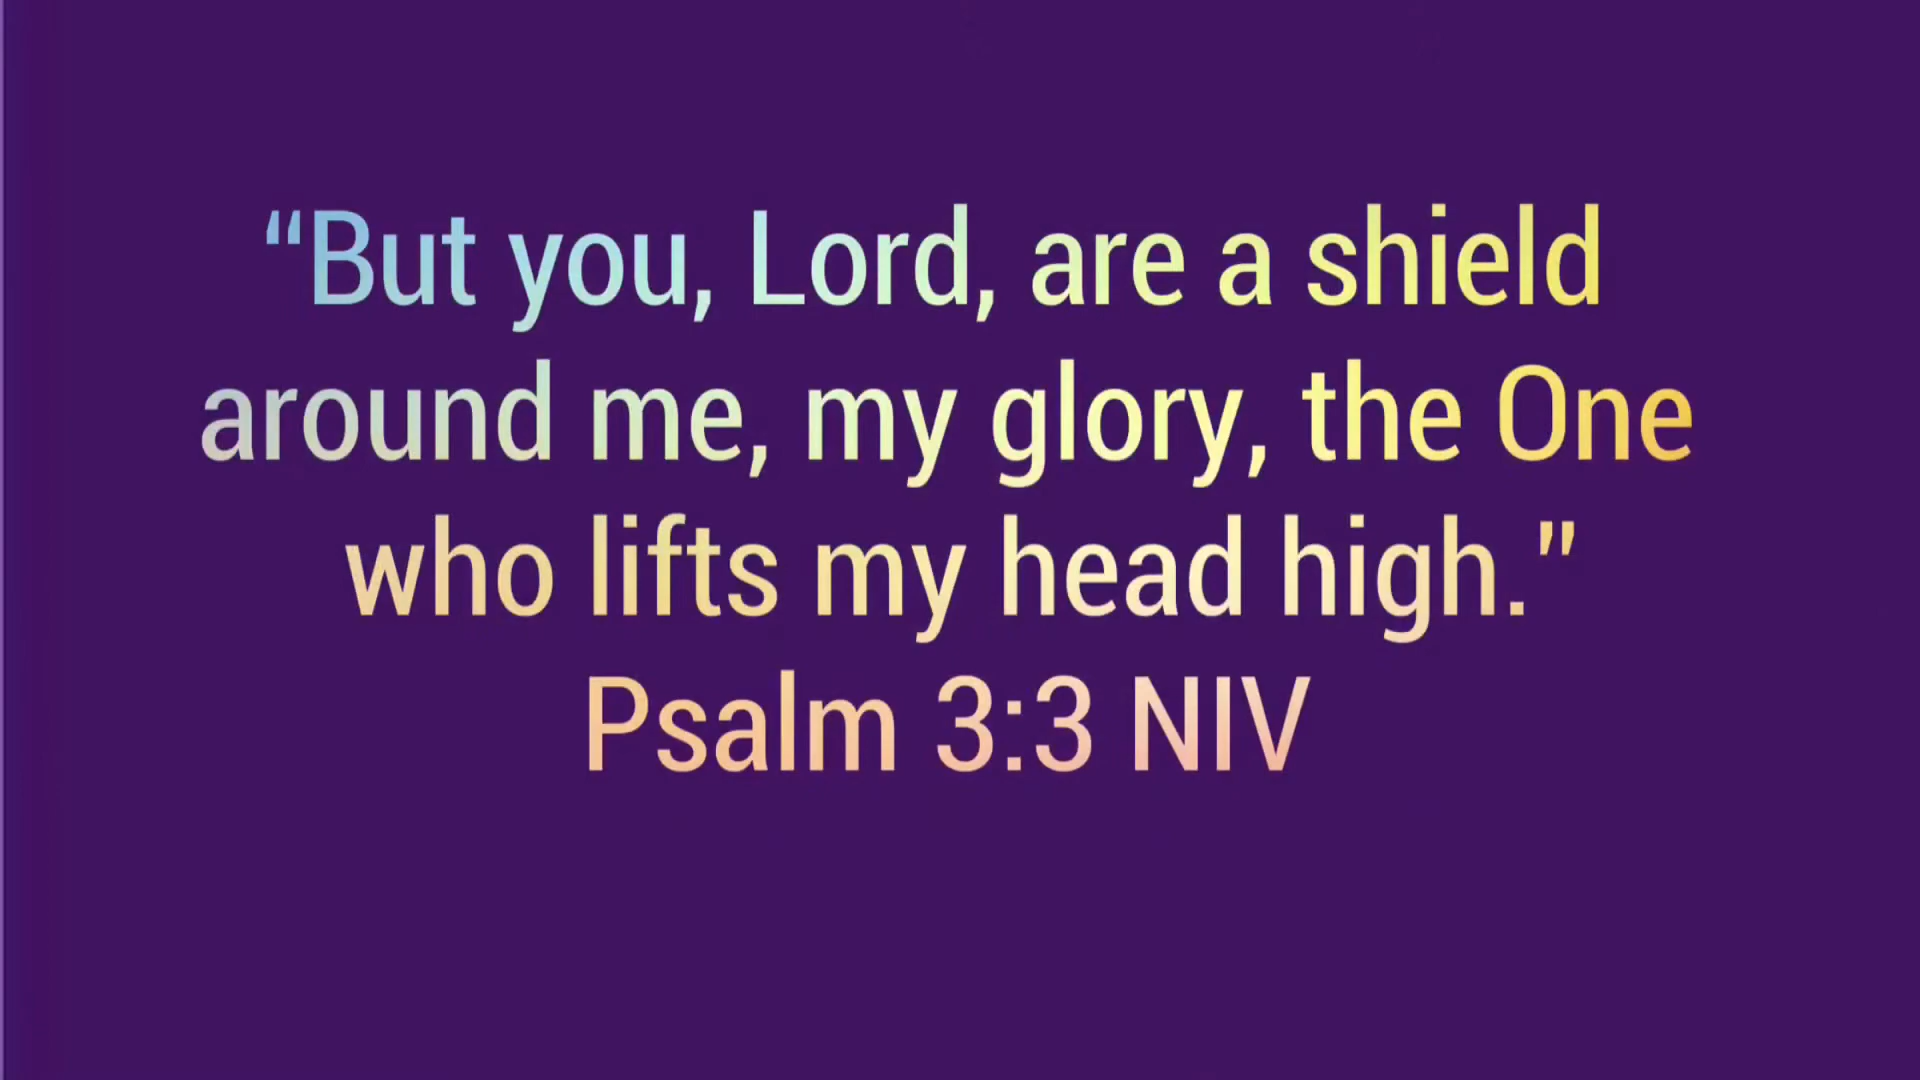 “But you, Lord, are a shield
around me, my glory, the One
who lifts my head high.”
Psalm 3:3 NIV